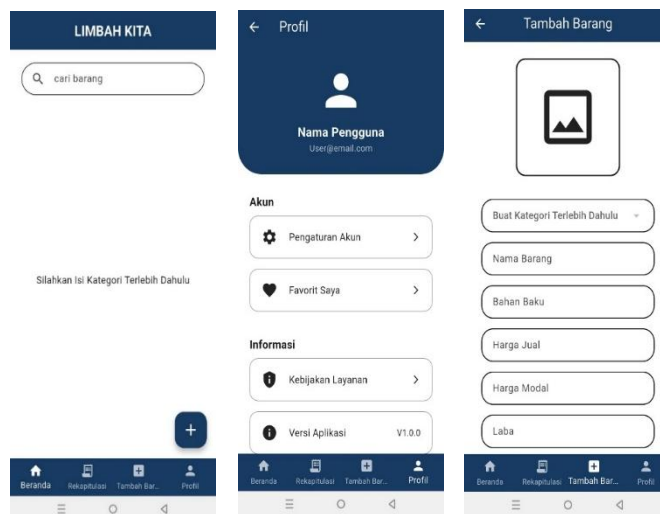 LIMBAH KITA
cari barang
Silahkan Isi Kategori Terlebih Dahulu
+
Beranda Rekapitulasi Tambah Bar... Profil
Profil
Nama Pengguna
User@email.com
Akun
Pengaturan Akun
Favorit Saya
Informasi
Kebijakan Layanan
Versi Aplikasi V1.0.0
Beranda Rekapitulasi Tambah Bar... Profil
Tambah Barang
Buat Kategori Terlebih Dahulu
Nama Barang
Bahan Baku
Harga Jual
Harga Modal
Laba
Beranda Rekapitulasi Tambah Bar... Profil